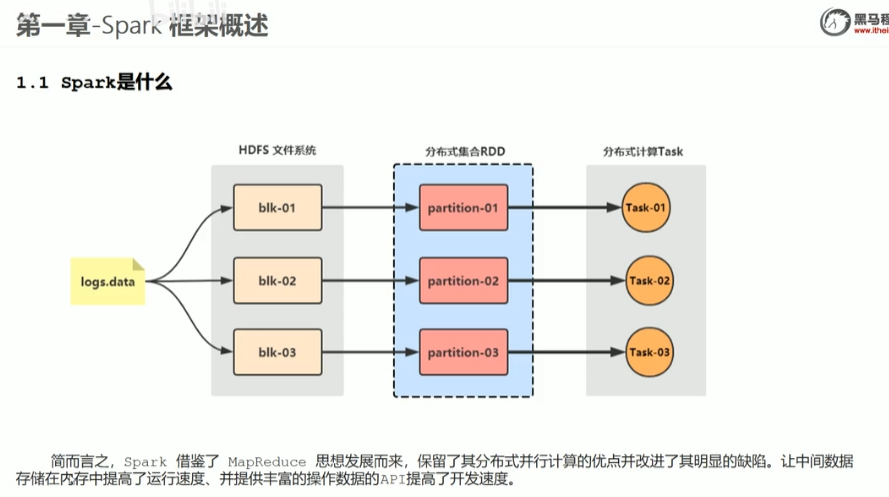 第一章-Spark 框架概述
黑马程
www.ithei
1.1 Spark是什么
HDFS 文件系统
分布式集合RDD
分布式计算Task
blk-01
partition-01
Task-01
logs.data
blk-02
partition-02
Task-02
blk-03
partition-03
Task-03
简而言之，Spark 借鉴了 MapReduce 思想发展而来，保留了其分布式并行计算的优点并改进了其明显的缺陷。让中间数据
存储在内存中提高了运行速度、并提供丰富的操作数据的API提高了开发速度。